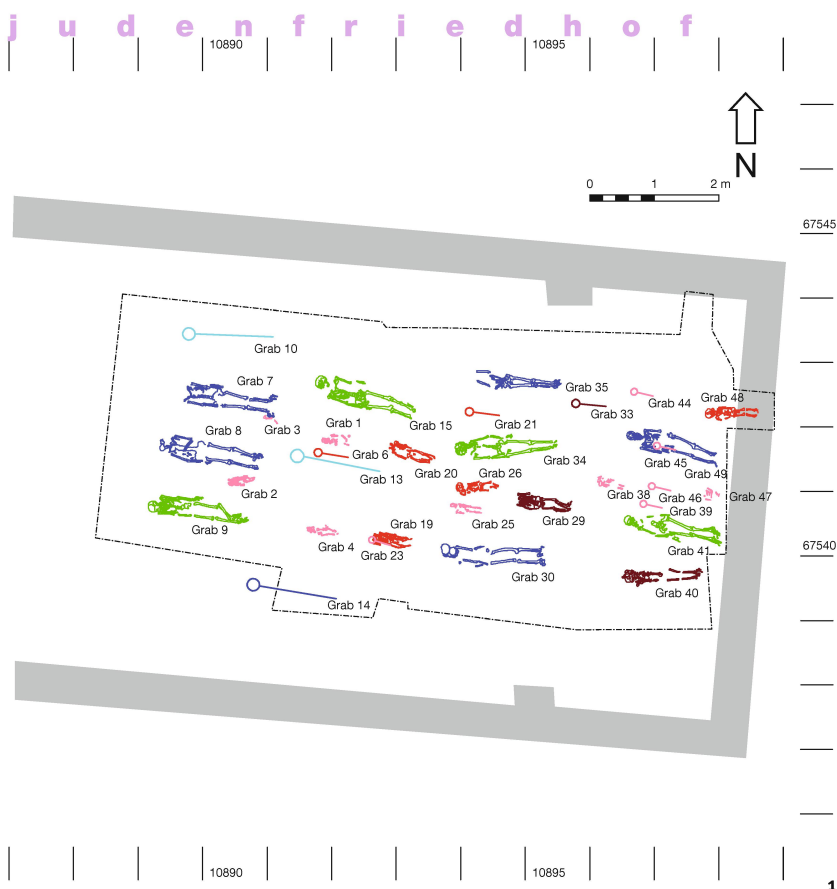 j u d e n f r i e d h o f
10890 10895
N
0 1 2 m
67545
Grab 10
Grab 7
Grab 35
Grab 44
Grab 48
Grab 33
Grab 3
Grab 1
Grab 15
Grab 21
Grab 8
Grab 6
Grab 34
Grab 45
Grab 49
Grab 13
Grab 20
Grab 26
Grab 2
Grab 38
Grab 46
Grab 47
Grab 39
Grab 9
Grab 19
Grab 25
Grab 29
Grab 4
Grab 23
Grab 41
67540
Grab 30
Grab 40
Grab 14
10890 10895
1